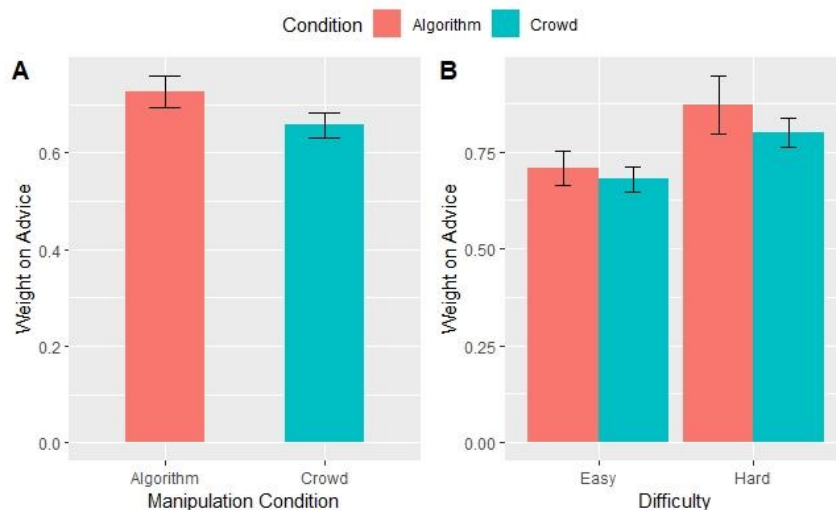 Condition Algorithm Crowd
A
Weight on Advice
0.6
0.4
0.2
0.0
Algorithm Crowd
Manipulation Condition
B
Weight on Advice
0.75
0.50
0.25
0.00
Easy Hard
Difficulty